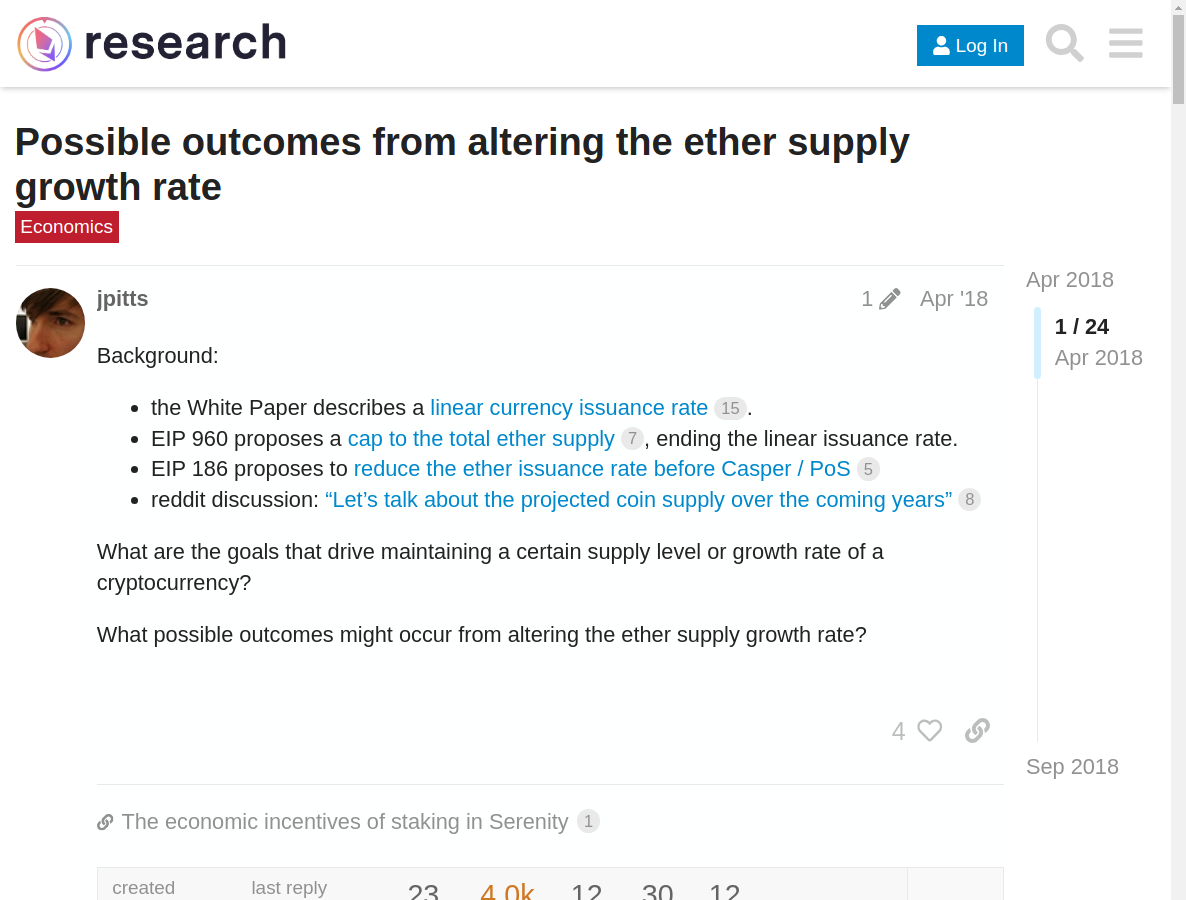 research
Log In
Possible outcomes from altering the ether supply
growth rate
Economics
jpitts
1
Apr '18
Background:
the White Paper describes a linear currency issuance rate 15.
EIP 960 proposes a cap to the total ether supply 7, ending the linear issuance rate.
EIP 186 proposes to reduce the ether issuance rate before Casper / PoS 5
reddit discussion: “Let’s talk about the projected coin supply over the coming years” 8
What are the goals that drive maintaining a certain supply level or growth rate of a
cryptocurrency?
What possible outcomes might occur from altering the ether supply growth rate?
4
The economic incentives of staking in Serenity 1
created
last reply
23
4.0k
12
30
12
Apr 2018
1 / 24
Apr 2018
Sep 2018